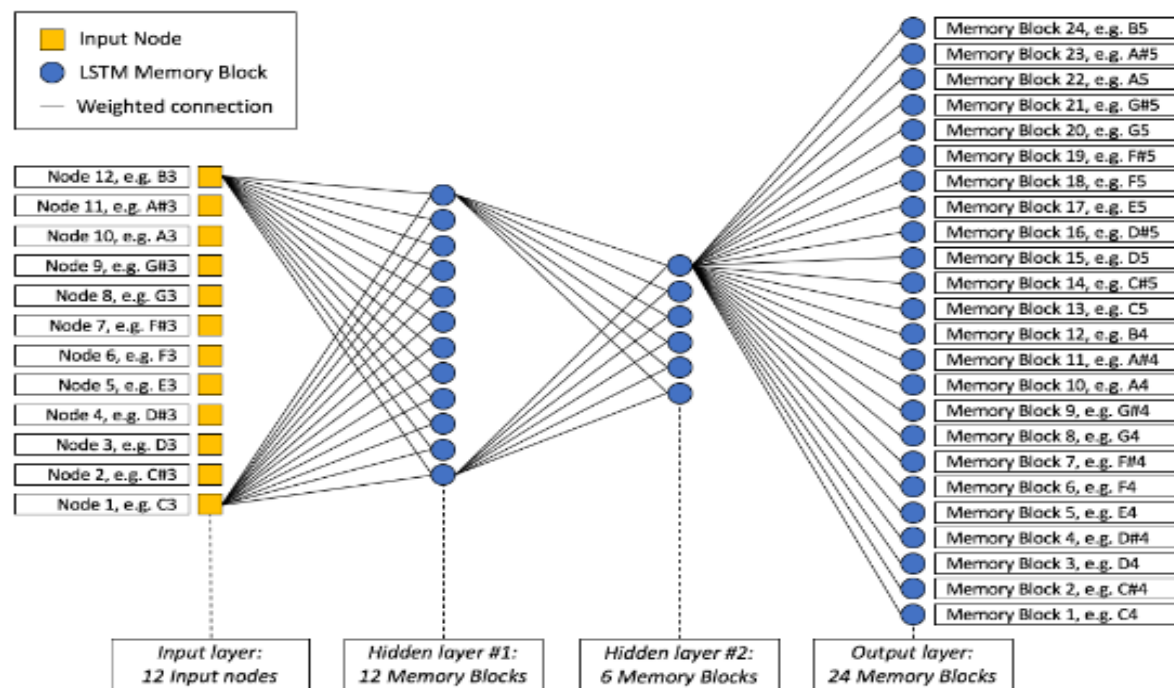 Input Node
LSTM Memory Block
Weighted connection
Node 12, e.g. B3
Node 11, e.g. A#3
Node 10, e.g. A3
Node 9, e.g. G#3
Node 8, e.g. G3
Node 7, e.g. F#3
Node 6, e.g. F3
Node 5, e.g. E3
Node 4, e.g. D#3
Node 3, e.g. D3
Node 2, e.g. C#3
Node 1, e.g. C3
Memory Block 24, e.g. B5
Memory Block 23, e.g. A#5
Memory Block 22, e.g. A5
Memory Block 21, e.g. G#5
Memory Block 20, e.g. G5
Memory Block 19, e.g. F#5
Memory Block 18, e.g. F5
Memory Block 17, e.g. E5
Memory Block 16, e.g. D#5
Memory Block 15, e.g. D5
Memory Block 14, e.g. C#5
Memory Block 13, e.g. C5
Memory Block 12, e.g. B4
Memory Block 11, e.g. A#4
Memory Block 10, e.g. A4
Memory Block 9, e.g. G#4
Memory Block 8, e.g. G4
Memory Block 7, e.g. F#4
Memory Block 6, e.g. F4
Memory Block 5, e.g. E4
Memory Block 4, e.g. D#4
Memory Block 3, e.g. D4
Memory Block 2, e.g. C#4
Memory Block 1, e.g. C4
Input layer:
12 Input nodes
Hidden layer #1:
12 Memory Blocks
Hidden layer #2:
6 Memory Blocks
Output layer:
24 Memory Blocks